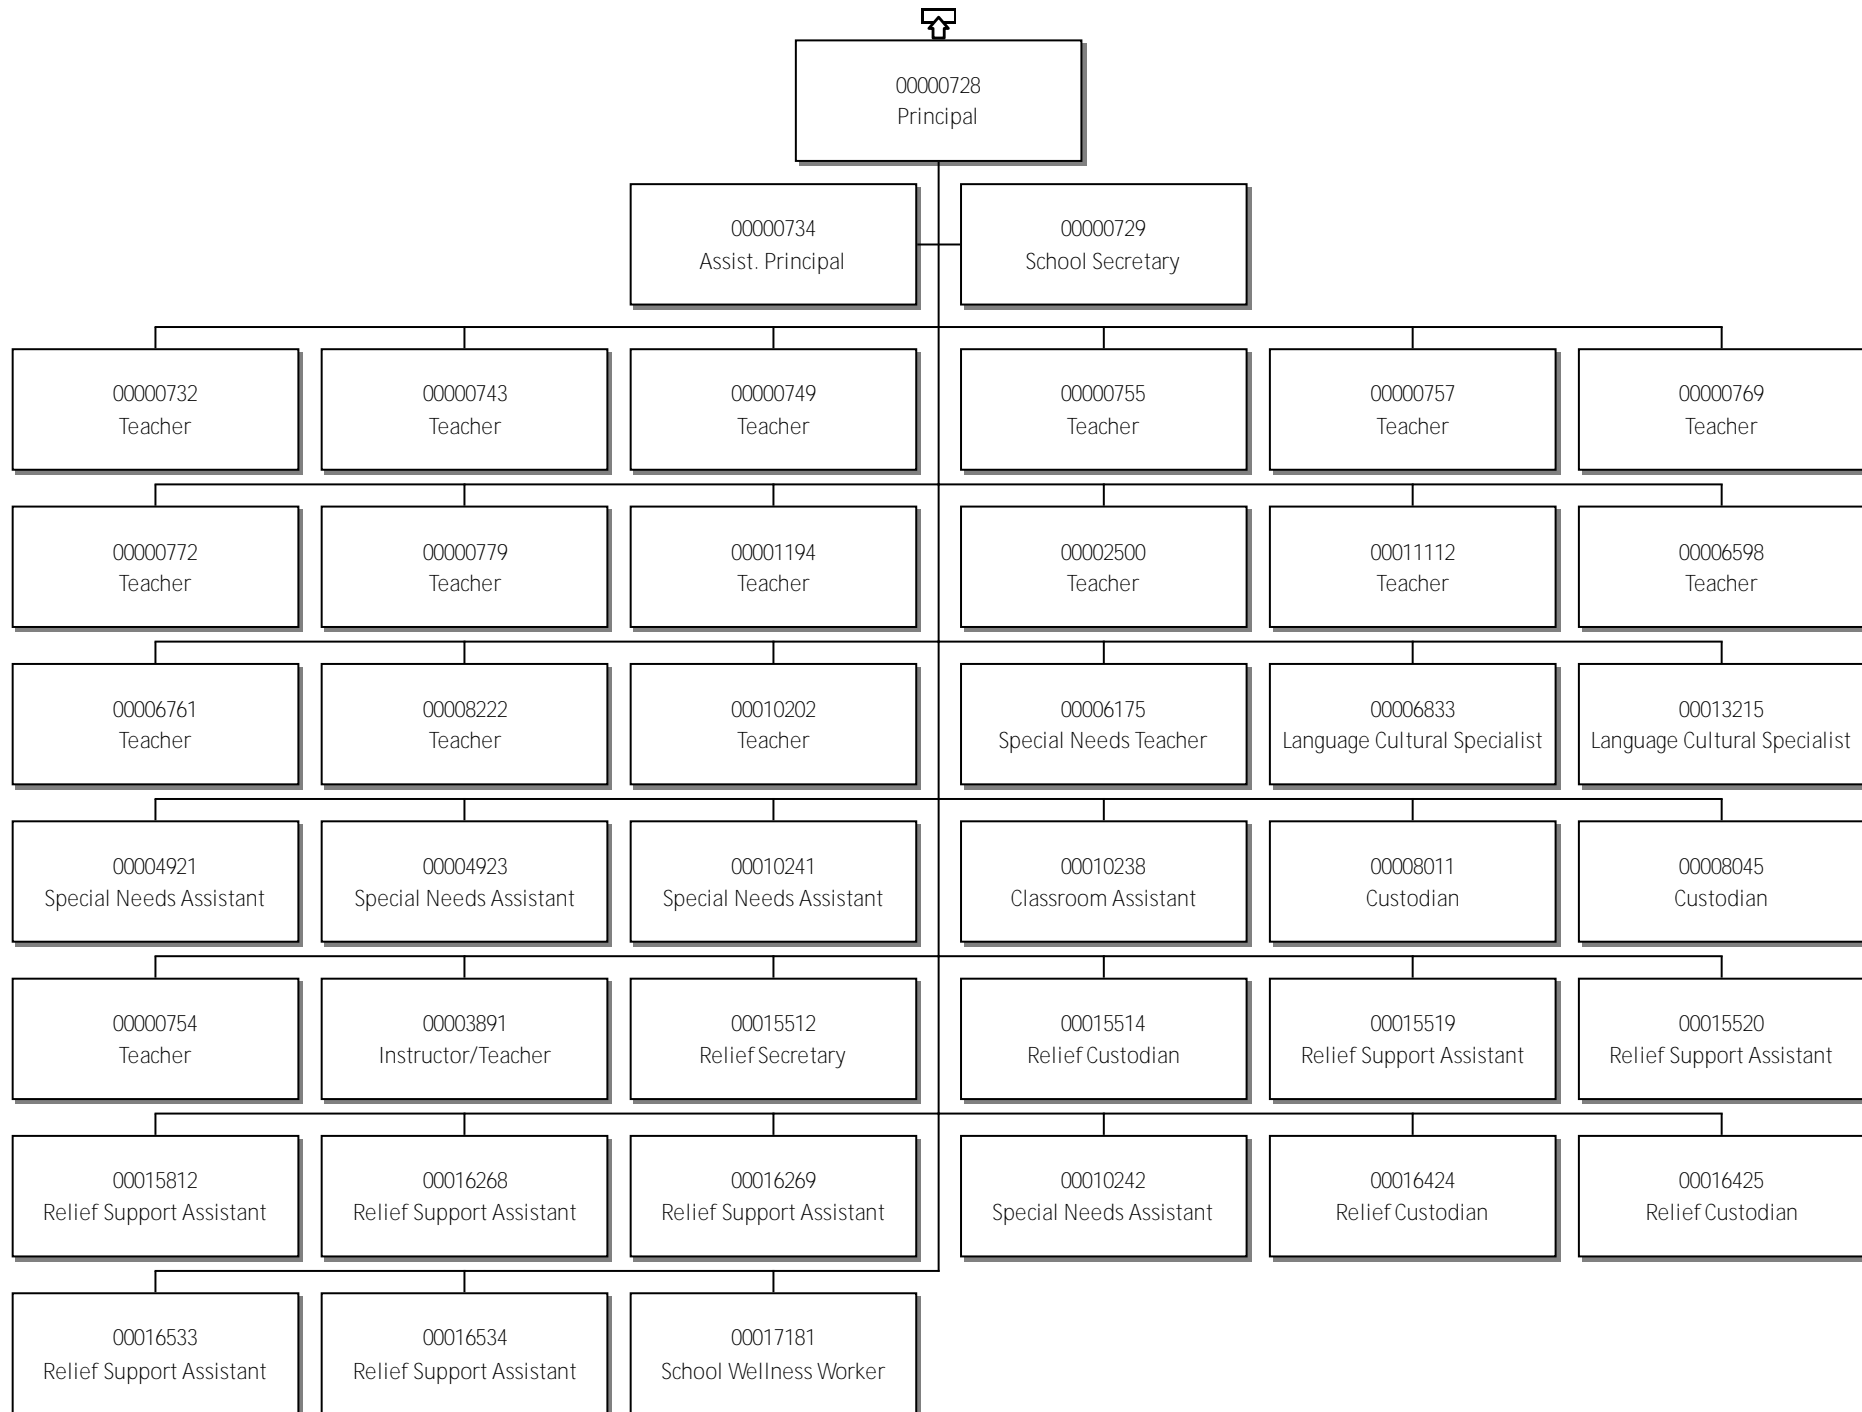 00000728
Principal
00000734
Assist. Principal
00000729
School Secretary
00000732
Teacher
00000743
Teacher
00000749
Teacher
00000755
Teacher
00000757
Teacher
00000769
Teacher
00000772
Teacher
00000779
Teacher
00001194
Teacher
00002500
Teacher
00011112
Teacher
00006598
Teacher
00006761
Teacher
00008222
Teacher
00010202
Teacher
00006175
Special Needs Teacher
00006833
Language Cultural Specialist
00013215
Language Cultural Specialist
00004921
Special Needs Assistant
00004923
Special Needs Assistant
00010241
Special Needs Assistant
00010238
Classroom Assistant
00008011
Custodian
00008045
Custodian
00000754
Teacher
00003891
Instructor/Teacher
00015512
Relief Secretary
00015514
Relief Custodian
00015519
Relief Support Assistant
00015520
Relief Support Assistant
00015812
Relief Support Assistant
00016268
Relief Support Assistant
00016269
Relief Support Assistant
00010242
Special Needs Assistant
00016424
Relief Custodian
00016425
Relief Custodian
00016533
Relief Support Assistant
00016534
Relief Support Assistant
00017181
School Wellness Worker